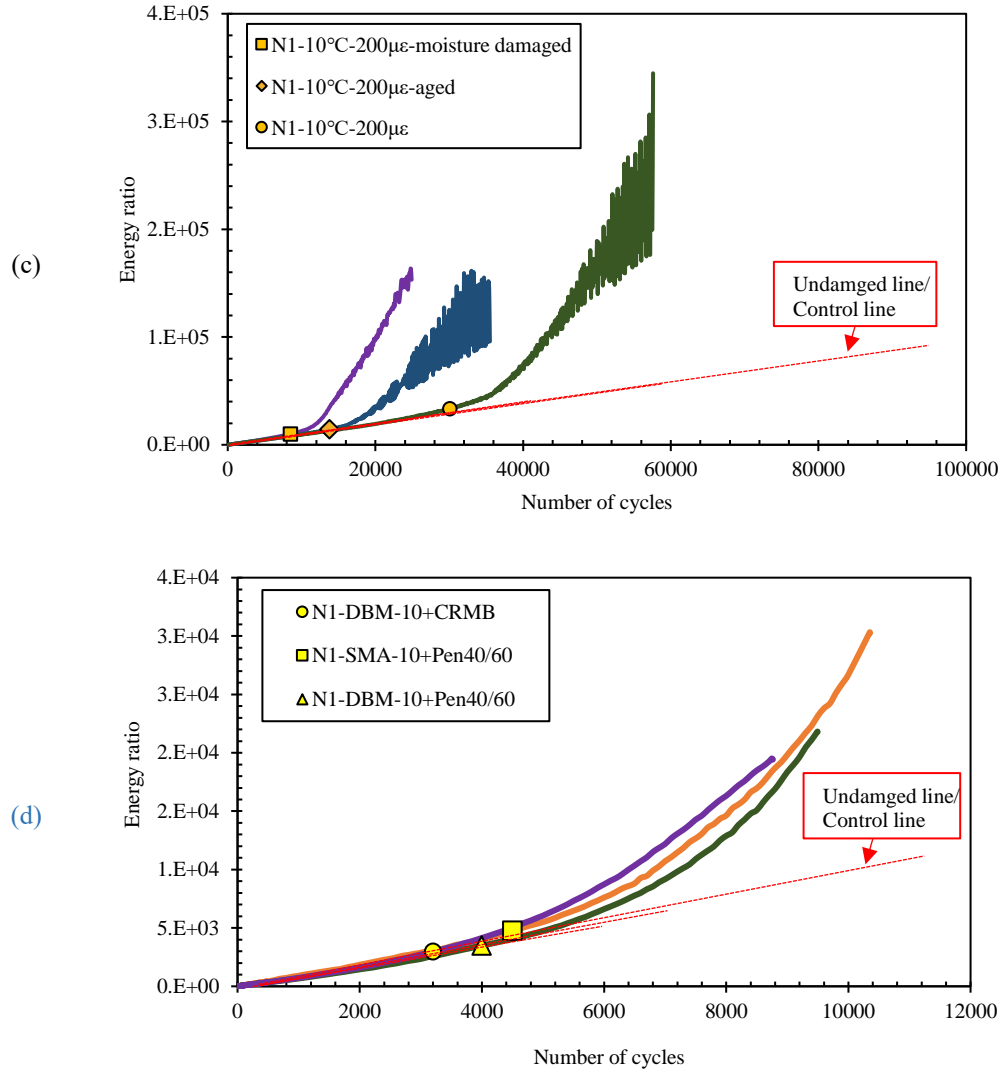 4.E+05
N1-10°C-200με-moisture damaged
N1-10°C-200με-aged
N1-10°C-200με
3.E+05
2.E+05
1.E+05
0.E+00
Energy ratio
(c)
Undamged line/
Control line
0 20000 40000 60000 80000 100000
Number of cycles
4.E+04
3.E+04
3.E+04
2.E+04
2.E+04
1.E+04
5.E+03
0.E+00
Energy ratio
(d)
N1-DBM-10+CRMB
N1-SMA-10+Pen40/60
N1-DBM-10+Pen40/60
Undamged line/
Control line
0 2000 4000 6000 8000 10000 12000
Number of cycles